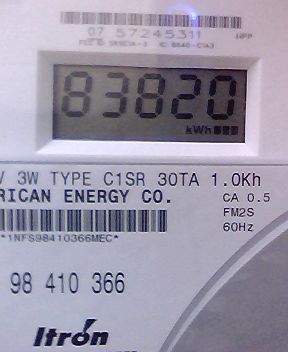 07 57245311
83820
kWh
V 3W TYPE C1SR 30TA 1.0Kh
RICAN ENERGY CO.
CA 0.5
FM2S
60Hz
*1NFS98410366MEC*
98 410 366
Itrón